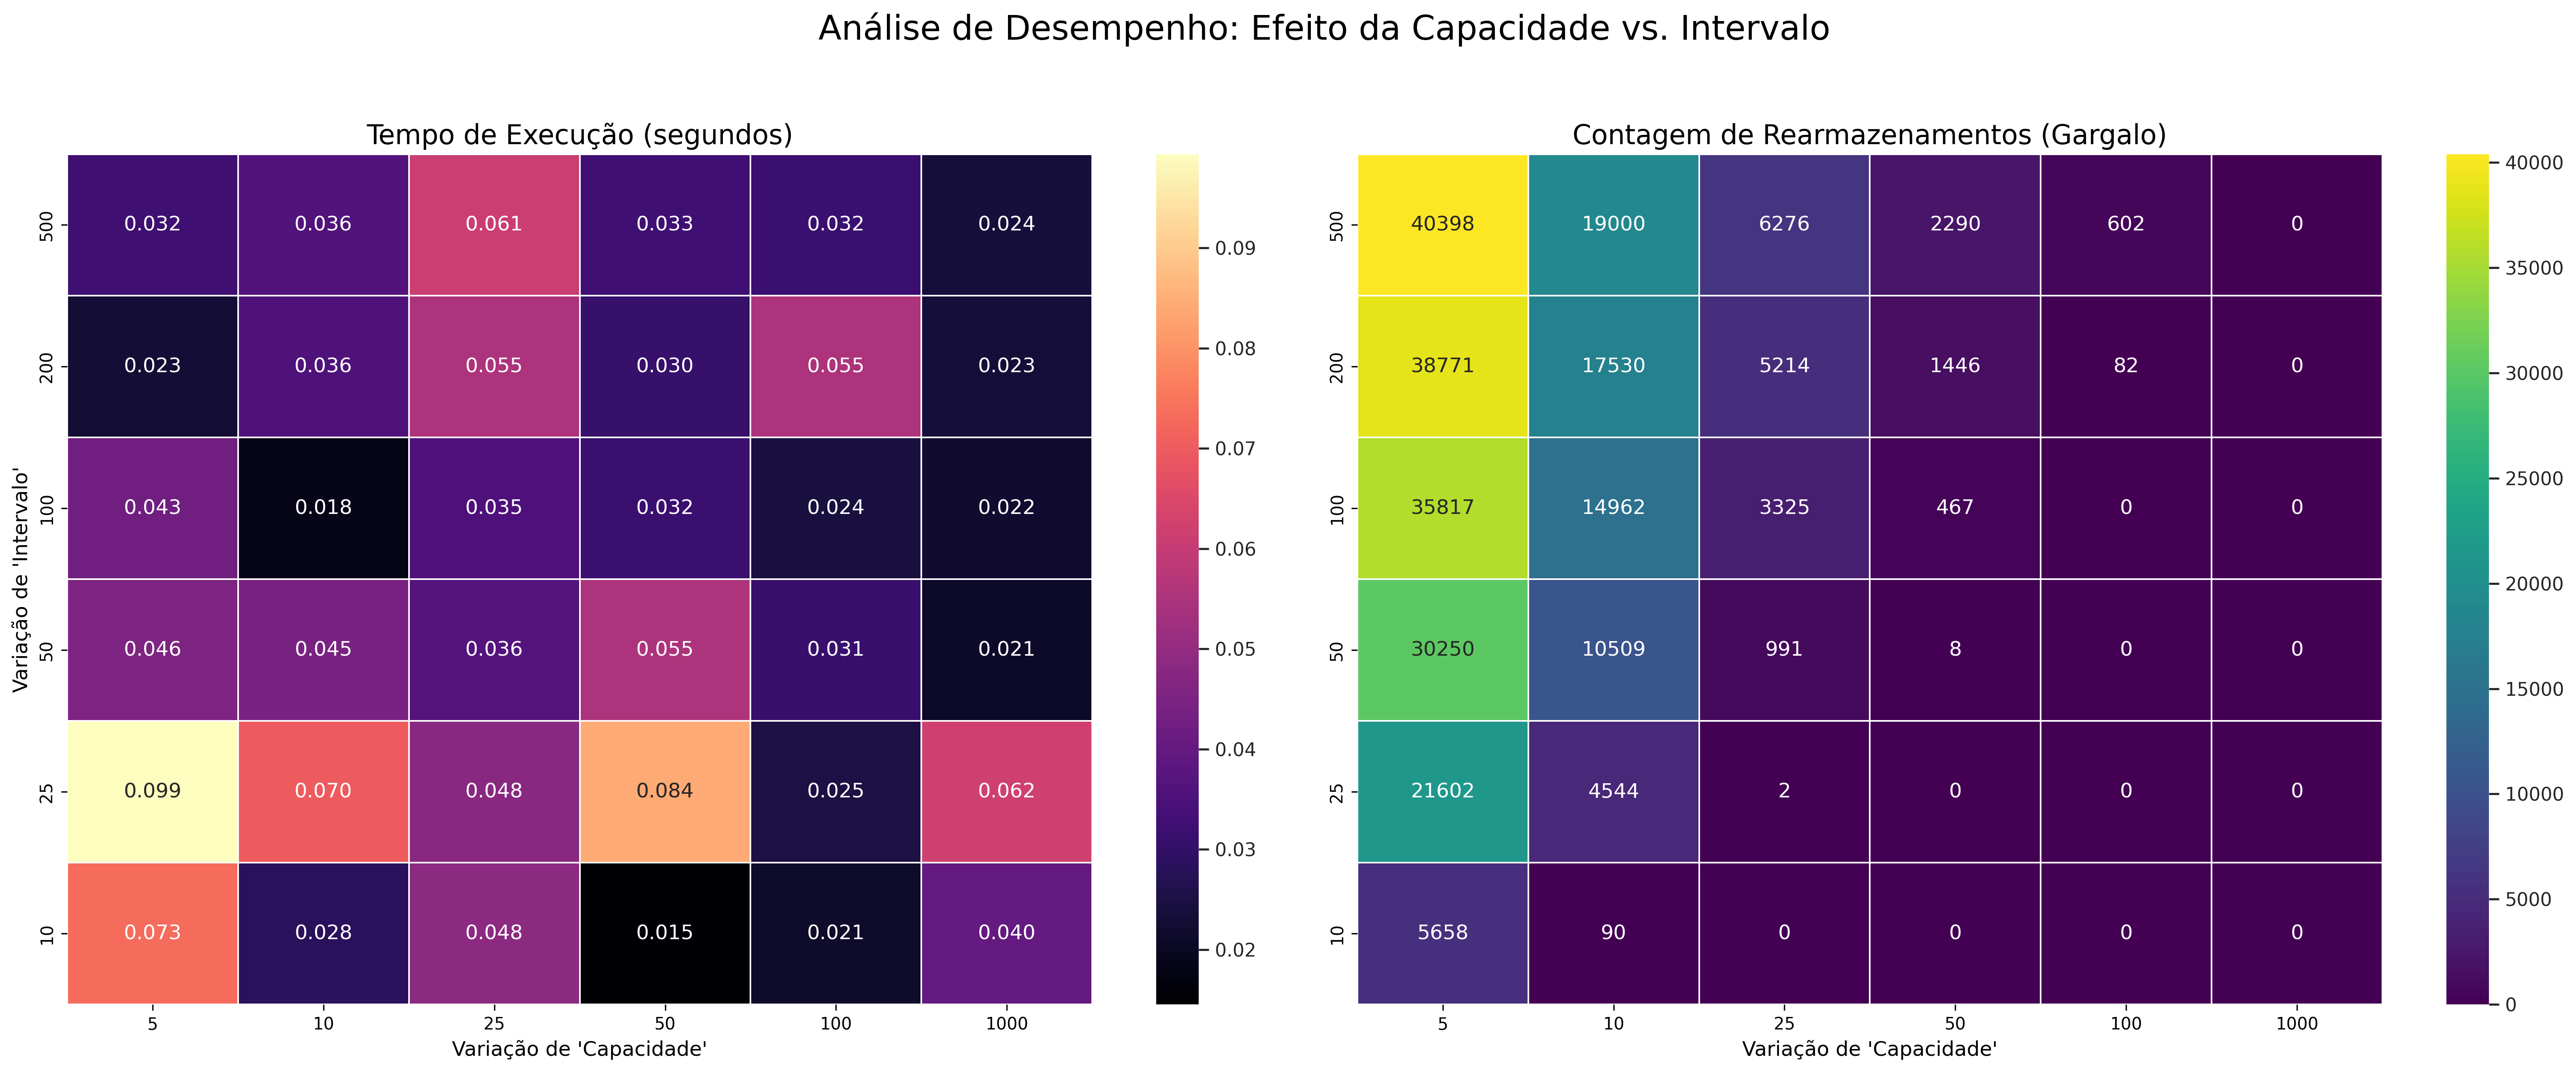 Análise de Desempenho: Efeito da Capacidade vs. Intervalo
Tempo de Execução (segundos)
Variação de 'Intervalo'
500 0.032 0.036 0.061 0.033 0.032 0.024
200 0.023 0.036 0.055 0.030 0.055 0.023
100 0.043 0.018 0.035 0.032 0.024 0.022
50 0.046 0.045 0.036 0.055 0.031 0.021
25 0.099 0.070 0.048 0.084 0.025 0.062
10 0.073 0.028 0.048 0.015 0.021 0.040
5 10 25 50 100 1000
Variação de 'Capacidade'
0.09
0.08
0.07
0.06
0.05
0.04
0.03
0.02
Contagem de Rearmazenamentos (Gargalo)
500 40398 19000 6276 2290 602 0
200 38771 17530 5214 1446 82 0
100 35817 14962 3325 467 0 0
50 30250 10509 991 8 0 0
25 21602 4544 2 0 0 0
10 5658 90 0 0 0 0
5 10 25 50 100 1000
Variação de 'Capacidade'
40000
35000
30000
25000
20000
15000
10000
5000
0